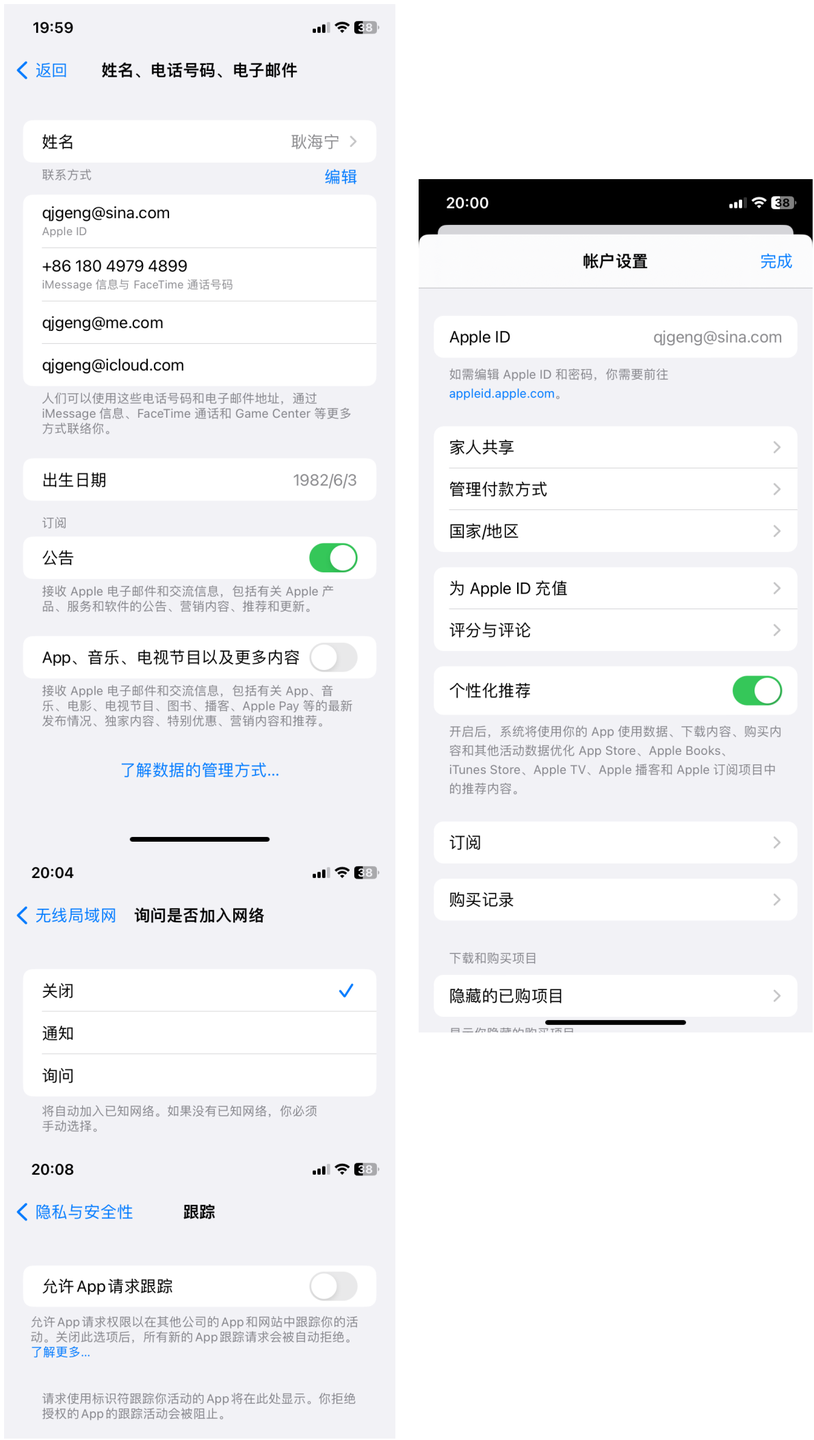 19:59
38
返回
姓名、电话号码、电子邮件
姓名
耿海宁
联系方式
编辑
qjgeng@sina.com
Apple ID
+86 180 4979 4899
iMessage 信息与 FaceTime 通话号码
qjgeng@me.com
qjgeng@icloud.com
人们可以使用这些电话号码和电子邮件地址，通过
iMessage 信息、FaceTime 通话和 Game Center 等更多
方式联络你。
出生日期
1982/6/3
订阅
公告
接收 Apple 电子邮件和交流信息，包括有关 Apple 产
品、服务和软件的公告、营销内容、推荐和更新。
App、音乐、电视节目以及更多内容
接收 Apple 电子邮件和交流信息，包括有关 App、音
乐、电影、电视节目、图书、播客、Apple Pay 等的最新
发布情况、独家内容、特别优惠、营销内容和推荐。
了解数据的管理方式...
20:04
38
无线局域网
询问是否加入网络
关闭
通知
询问
将自动加入已知网络。如果没有已知网络，你必须
手动选择。
20:08
38
隐私与安全性
跟踪
允许App请求跟踪
允许App请求权限以在其他公司的App和网站中跟踪你的活
动。关闭此选项后，所有新的App跟踪请求会被自动拒绝。
了解更多...
请求使用标识符跟踪你活动的App将在此处显示。你拒绝
授权的App的跟踪活动会被阻止。
20:00
38
帐户设置
完成
Apple ID
qjgeng@sina.com
如需编辑 Apple ID 和密码，你需要前往
appleid.apple.com。
家人共享
管理付款方式
国家/地区
为 Apple ID 充值
评分与评论
个性化推荐
开启后，系统将使用你的 App 使用数据、下载内容、购买内
容和其他活动数据优化 App Store、Apple Books、
iTunes Store、Apple TV、Apple 播客和 Apple 订阅项目中
的推荐内容。
订阅
购买记录
下载和购买项目
隐藏的已购项目